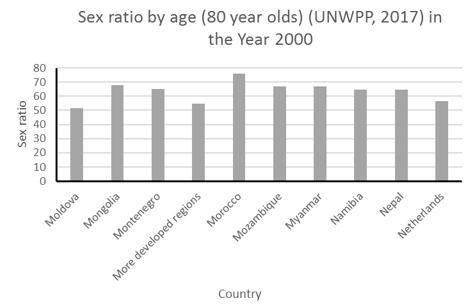 Sex ratio by age (80 year olds) (UNWPP, 2017) in
the Year 2000
80
70
60
50
40
30
20
10
0
Sex ratio
Moldova
Mongolia
Montenegro
More developed regions
Morocco
Mozambique
Myanmar
Namibia
Nepal
Netherlands
Country